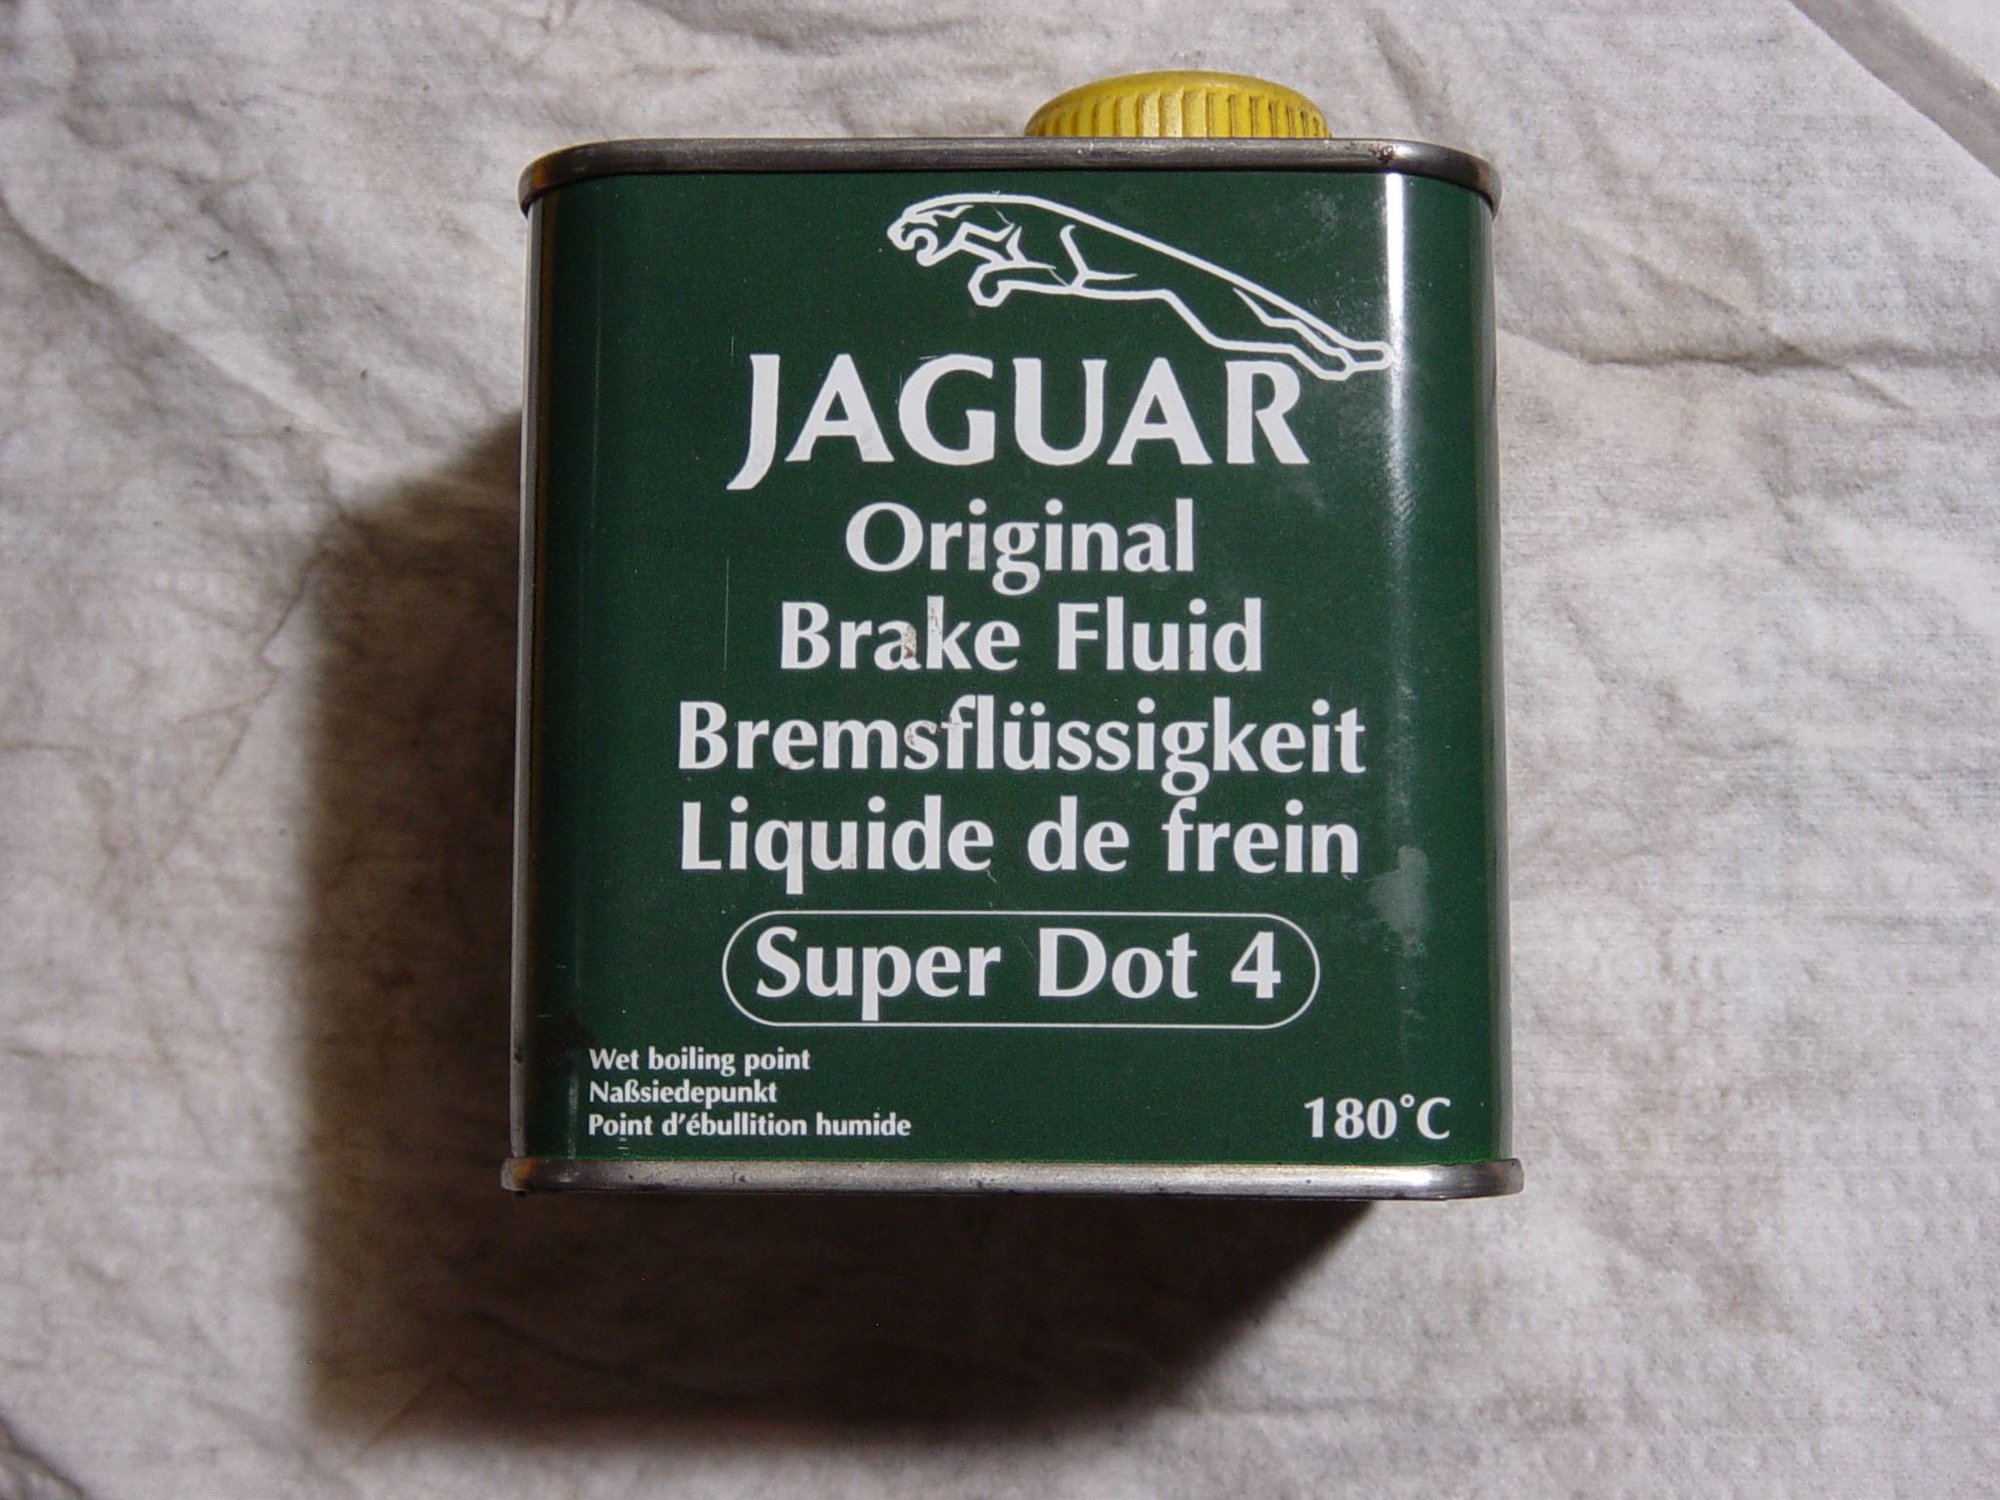 JAGUAR
Original
Brake Fluid
Bremsflüssigkeit
Liquide de frein
Super Dot 4
Wet boiling point
Naßsiedepunkt
Point d'ébullition humide
180°C